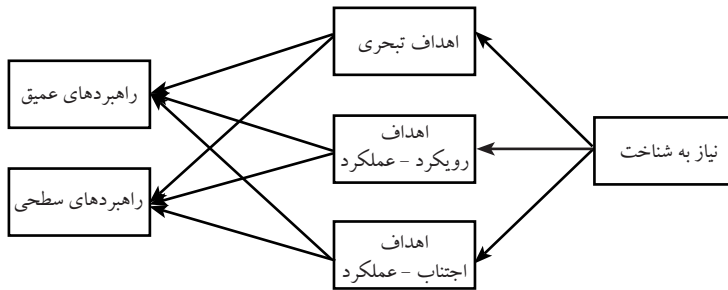 نیاز به شناخت
اهداف تبحری
اهداف
رویکرد – عملکرد
اهداف
اجتناب – عملکرد
راهبردهای عمیق
راهبردهای سطحی